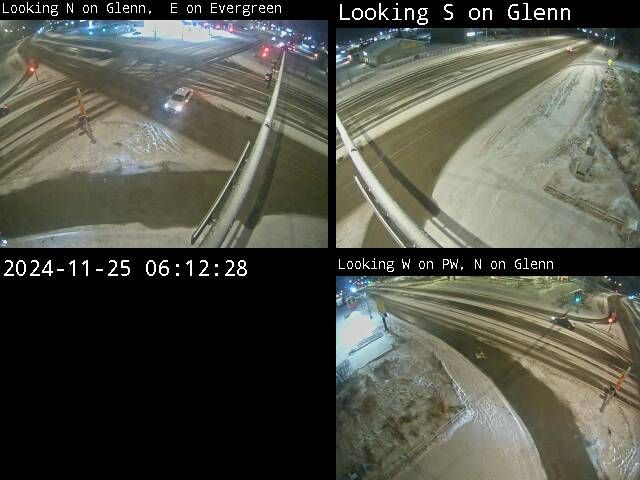 Looking N on Glenn,  E on Evergreen
Looking S on Glenn
2024-11-25 06:12:28
Looking W on PW, N on Glenn